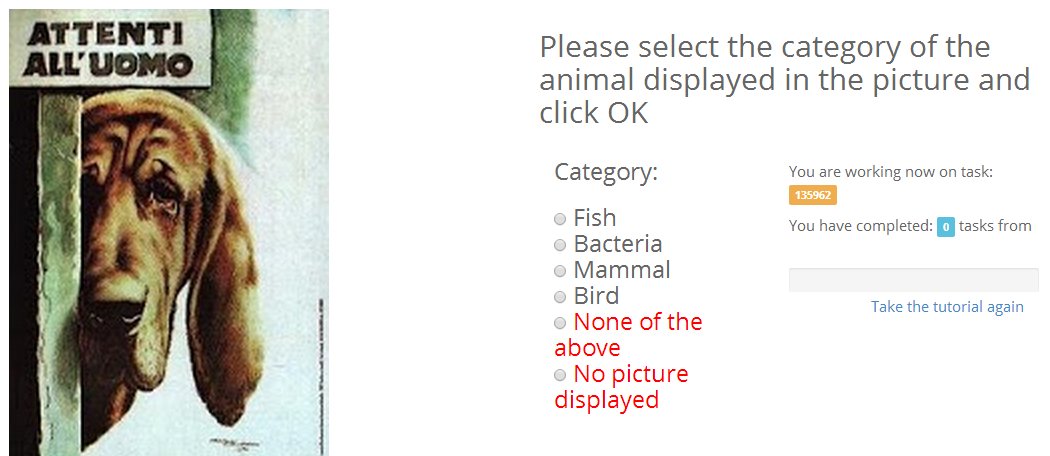 ATTENTI
ALL'UOMO
Please select the category of the
animal displayed in the picture and
click OK
Category:
Fish
Bacteria
Mammal
Bird
None of the
above
No picture
displayed
You are working now on task:
135962
You have completed: 0 tasks from
Take the tutorial again